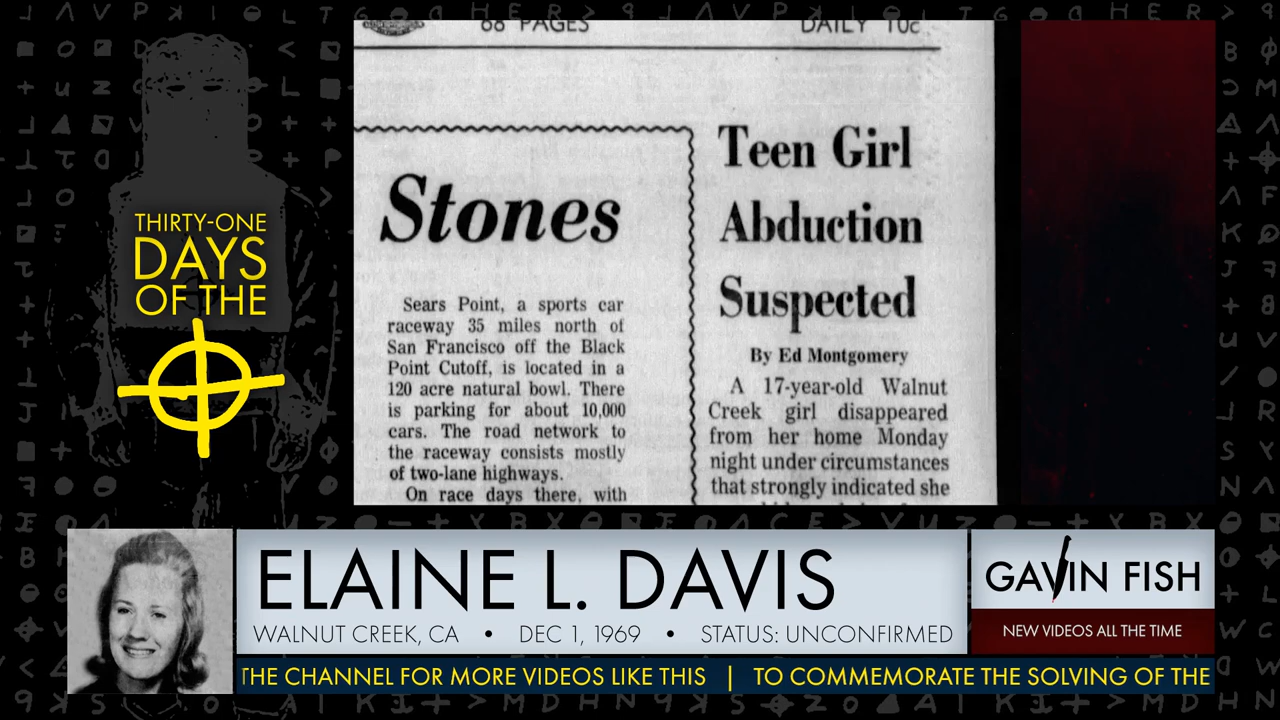 68 PAGES
DAILY 10c
Stones
Sears Point, a sports car
raceway 35 miles north of
San Francisco off the Black
Point Cutoff, is located in a
120 acre natural bowl. There
is parking for about 10,000
cars. The road network to
the raceway consists mostly
of two-lane highways.
On race days there, with
Teen Girl
Abduction
Suspected
By Ed Montgomery
A 17-year-old Walnut
Creek girl disappeared
from her home Monday
night under circumstances
that strongly indicated she
THIRTY-ONE
DAYS
OF THE
ELAINE L. DAVIS
WALNUT CREEK, CA • DEC 1, 1969 • STATUS: UNCONFIRMED
GAVIN FISH
NEW VIDEOS ALL THE TIME
THE CHANNEL FOR MORE VIDEOS LIKE THIS | TO COMMEMORATE THE SOLVING OF THE